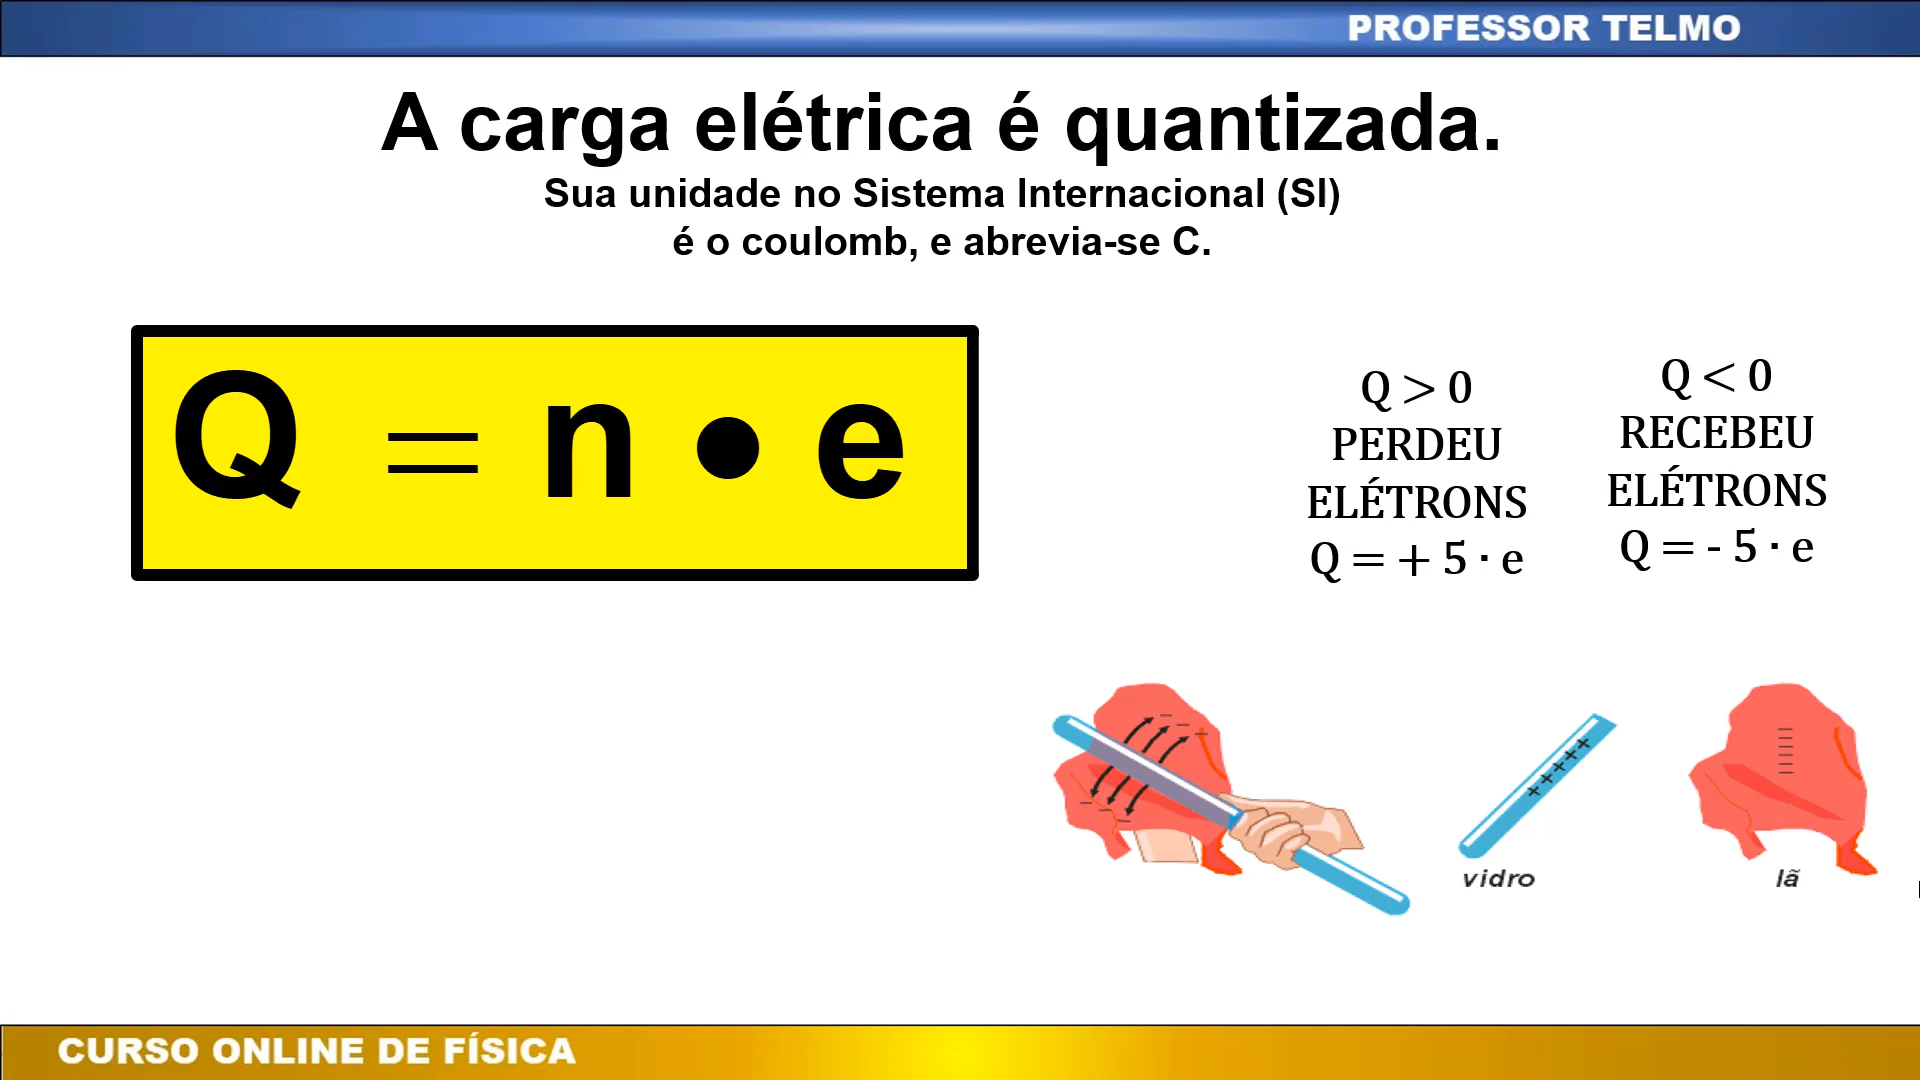 PROFESSOR TELMO
A carga elétrica é quantizada.
Sua unidade no Sistema Internacional (SI)
é o coulomb, e abrevia-se C.
Q = n • e
Q > 0
PERDEU
ELÉTRONS
Q = + 5 · e
Q < 0
RECEBEU
ELÉTRONS
Q = - 5 · e
vidro
lã
CURSO ONLINE DE FÍSICA